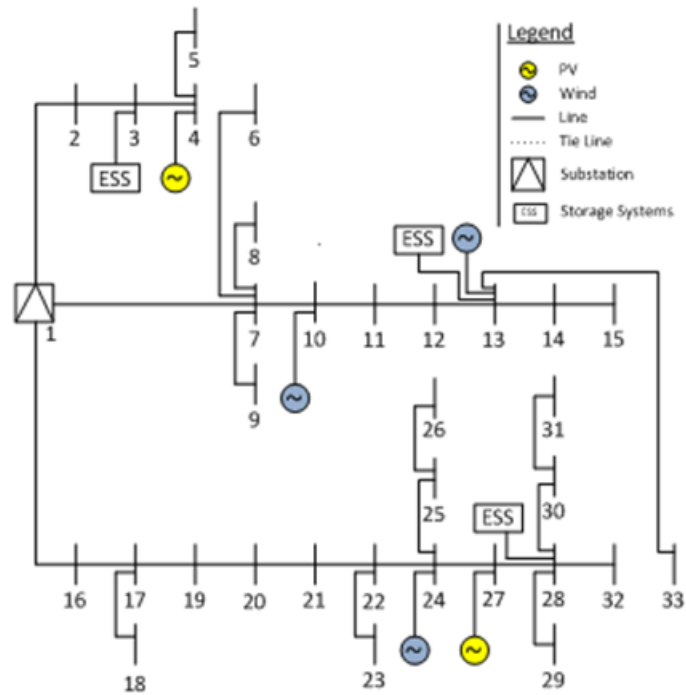 Legend
PV
Wind
Line
Tie Line
Substation
ESS Storage Systems
5
2 3 4 6
ESS ~
8
ESS ~
1
7 10 11 12 13 14 15
~
9
26 31
25 ESS 30
16 17 19 20 21 22 24 27 28 32 33
~ ~
18 23 29